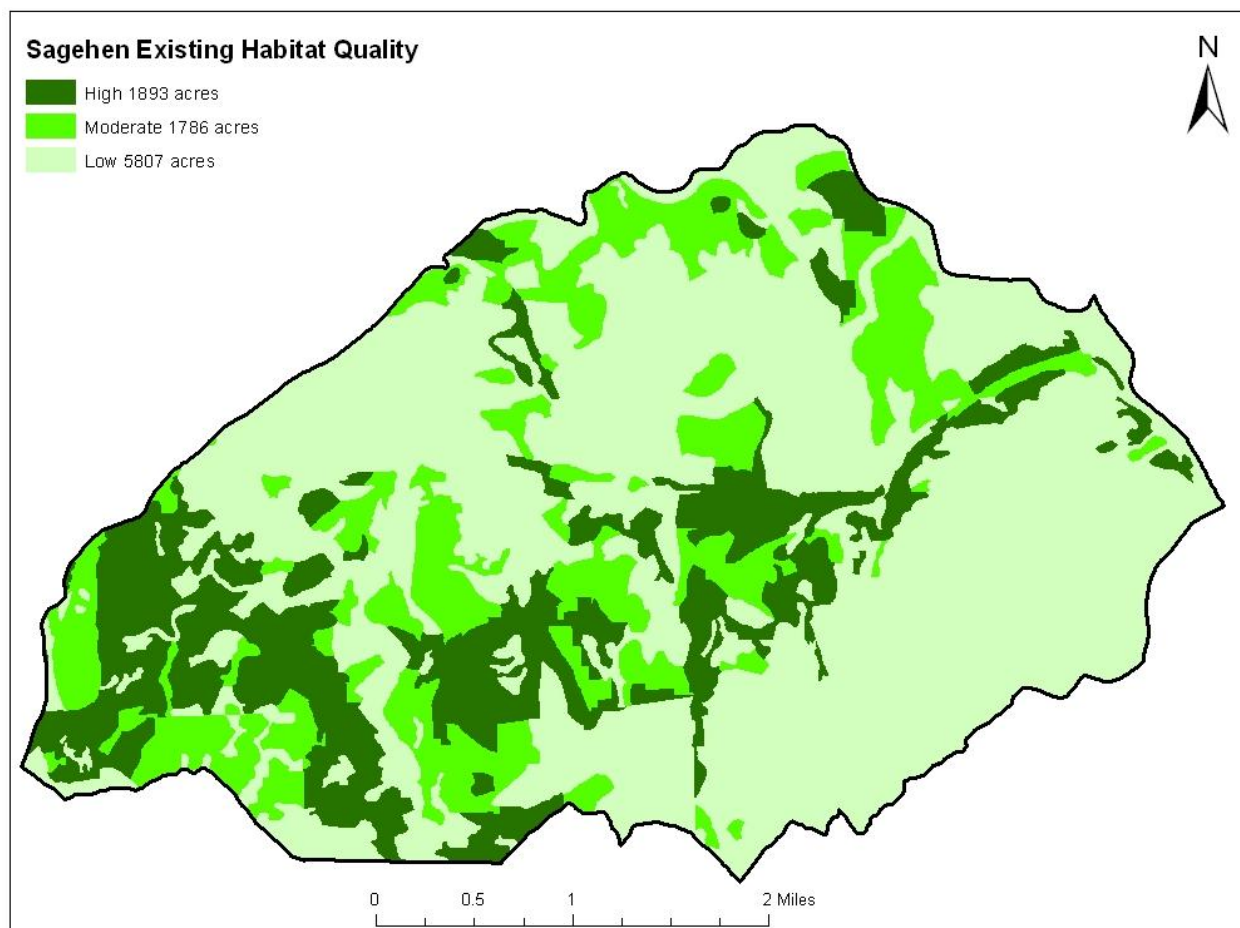 Sagehen Existing Habitat Quality
High 1893 acres
Moderate 1786 acres
Low 5807 acres
N
0 0.5 1 2 Miles